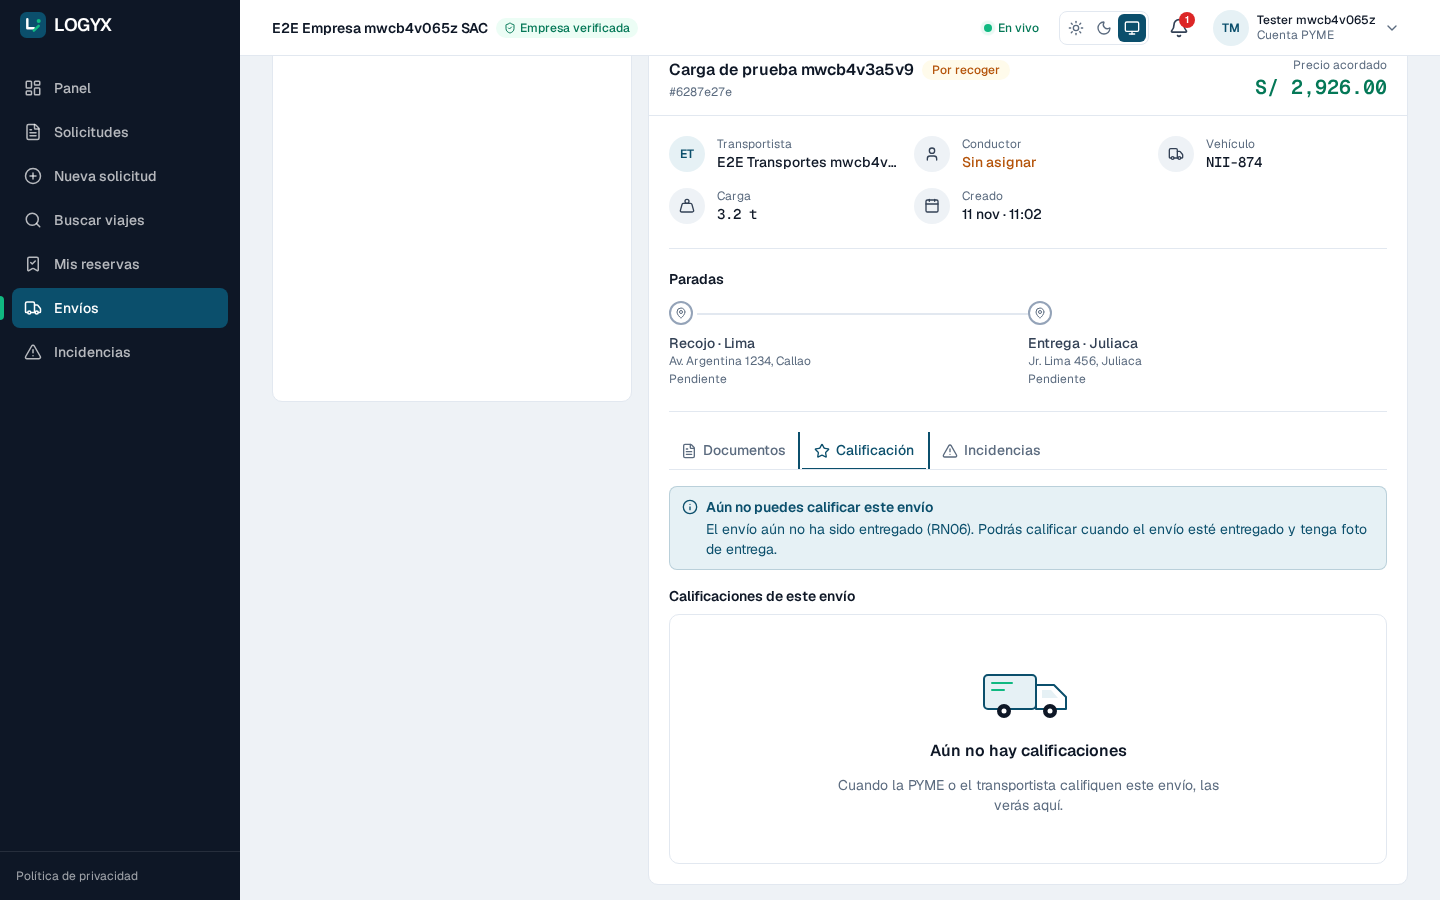 LOGYX
Panel
Solicitudes
Nueva solicitud
Buscar viajes
Mis reservas
Envíos
Incidencias
Política de privacidad
E2E Empresa mwcb4v065z SAC
Empresa verificada
En vivo
1
TM
Tester mwcb4v065z
Cuenta PYME
Carga de prueba mwcb4v3a5v9
Por recoger
#6287e27e
Precio acordado
S/ 2,926.00
ET
Transportista
E2E Transportes mwcb4v...
Conductor
Sin asignar
Vehículo
NII-874
Carga
3.2 t
Creado
11 nov · 11:02
Paradas
Recojo · Lima
Av. Argentina 1234, Callao
Pendiente
Entrega · Juliaca
Jr. Lima 456, Juliaca
Pendiente
Documentos
Calificación
Incidencias
Aún no puedes calificar este envío
El envío aún no ha sido entregado (RN06). Podrás calificar cuando el envío esté entregado y tenga foto
de entrega.
Calificaciones de este envío
Aún no hay calificaciones
Cuando la PYME o el transportista califiquen este envío, las
verás aquí.